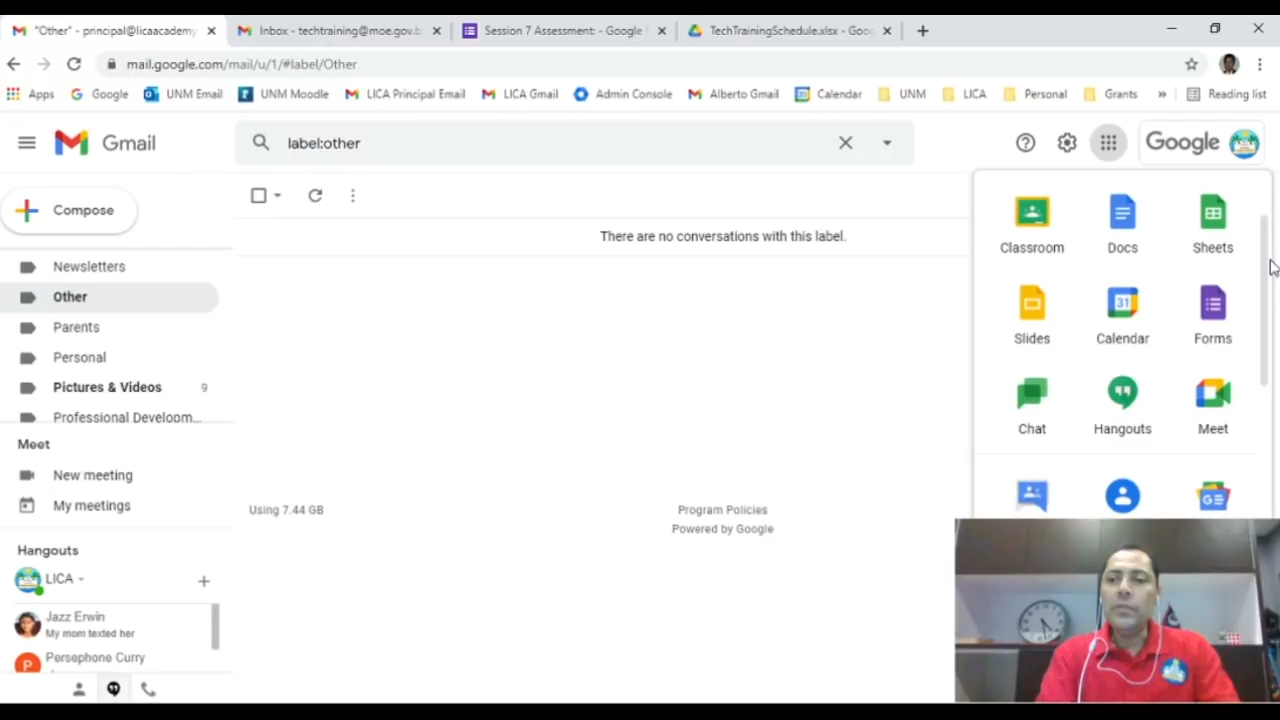 "Other" - principal@licaacademy
Inbox - techtraining@moe.gov.b
Session 7 Assessment: - Google
TechTrainingSchedule.xlsx - Goog
mail.google.com/mail/u/1/#label/Other
Apps Google UNM Email UNM Moodle LICA Principal Email LICA Gmail Admin Console Alberto Gmail Calendar UNM LICA Personal Grants » Reading list
Gmail
label:other
Google
Compose
There are no conversations with this label.
Newsletters
Other
Parents
Personal
Pictures & Videos 9
Professional Developm...
Meet
New meeting
My meetings
Hangouts
LICA
Jazz Erwin
My mom texted her
Persephone Curry
P
Using 7.44 GB
Program Policies
Powered by Google
Classroom Docs Sheets
Slides Calendar Forms
31
Chat Hangouts Meet